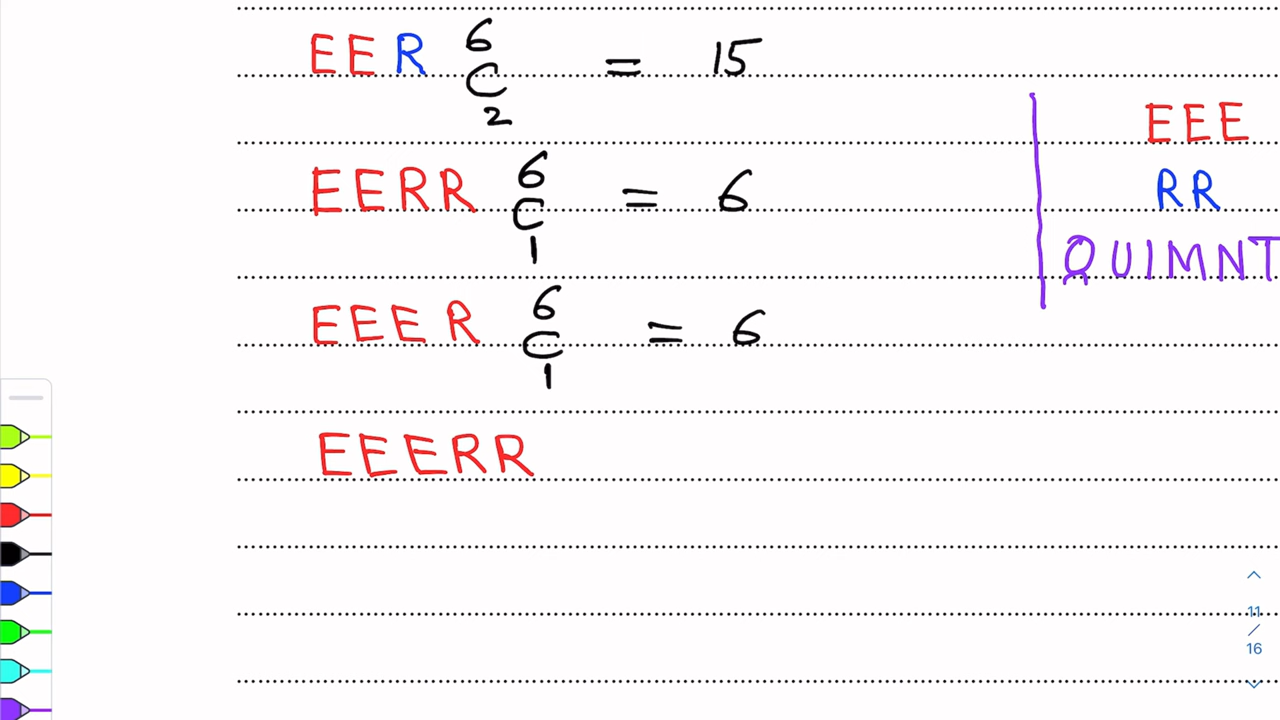 EER 6C2 = 15
EERR 6C1 = 6
EEER 6C1 = 6
EEERR
EEE
RR
QUIMNT
11
/
16